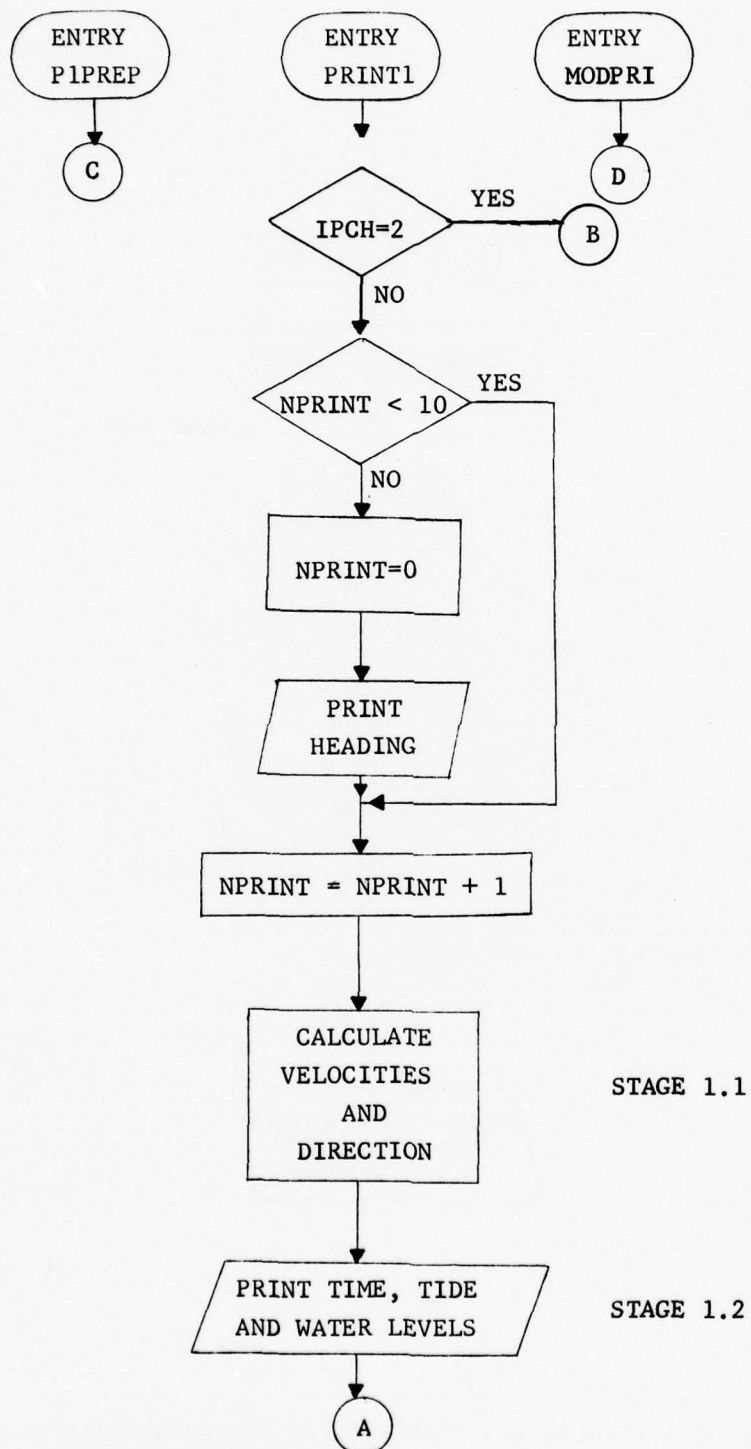 ENTRY
P1PREP
ENTRY
PRINT1
ENTRY
MODPRI
C
D
IPCH=2
YES
B
NO
NPRINT < 10
YES
NO
NPRINT=0
PRINT
HEADING
NPRINT = NPRINT + 1
CALCULATE
VELOCITIES
AND
DIRECTION
STAGE 1.1
PRINT TIME, TIDE
AND WATER LEVELS
STAGE 1.2
A